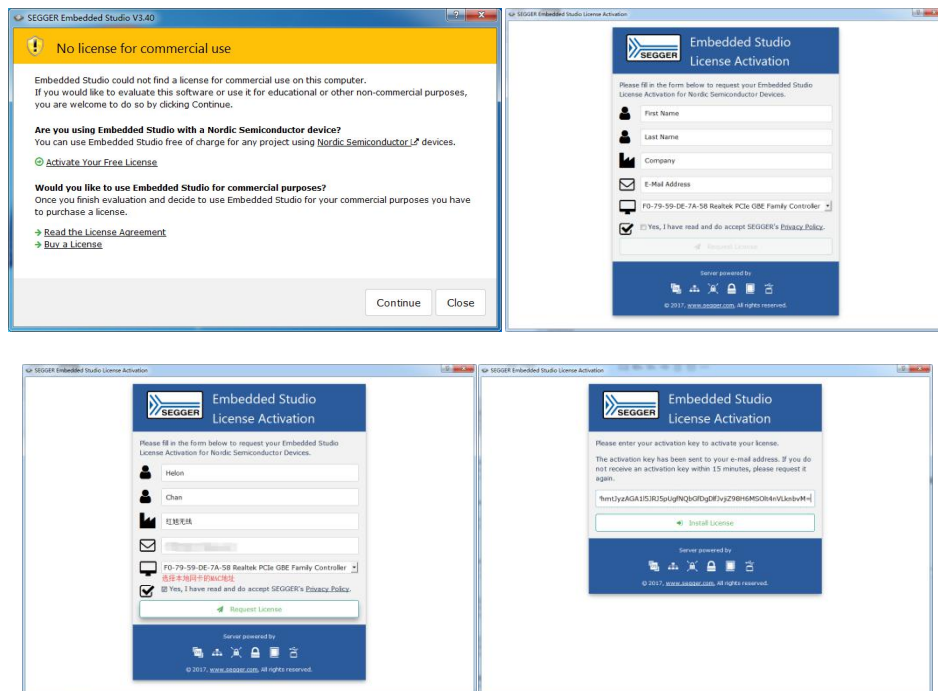 SEGGER Embedded Studio V3.40
No license for commercial use
Embedded Studio could not find a license for commercial use on this computer.
If you would like to evaluate this software or use it for educational or other non-commercial purposes,
you are welcome to do so by clicking Continue.
Are you using Embedded Studio with a Nordic Semiconductor device?
You can use Embedded Studio free of charge for any project using Nordic Semiconductor devices.
Activate Your Free License
Would you like to use Embedded Studio for commercial purposes?
Once you finish evaluation and decide to use Embedded Studio for your commercial purposes you have
to purchase a license.
Read the License Agreement
Buy a License
Continue Close
SEGGER Embedded Studio License Activation
SEGGER
Embedded Studio
License Activation
Please fill in the form below to request your Embedded Studio
License Activation for Nordic Semiconductor Devices.
First Name
Last Name
Company
E-Mail Address
F0-79-59-DE-7A-58 Realtek PCIe GBE Family Controller
Yes, I have read and do accept SEGGER's Privacy Policy.
Request License
Server powered by
© 2017, www.segger.com, All rights reserved.
SEGGER Embedded Studio License Activation
SEGGER
Embedded Studio
License Activation
Please fill in the form below to request your Embedded Studio
License Activation for Nordic Semiconductor Devices.
Helon
Chan
红旭无线
F0-79-59-DE-7A-58 Realtek PCIe GBE Family Controller
选择本地网卡的MAC地址
Yes, I have read and do accept SEGGER's Privacy Policy.
Request License
Server powered by
© 2017, www.segger.com, All rights reserved.
SEGGER Embedded Studio License Activation
SEGGER
Embedded Studio
License Activation
Please enter your activation key to activate your license.
The activation key has been sent to your e-mail address. If you do
not receive an activation key within 15 minutes, please request it
again.
Install License
Server powered by
© 2017, www.segger.com, All rights reserved.